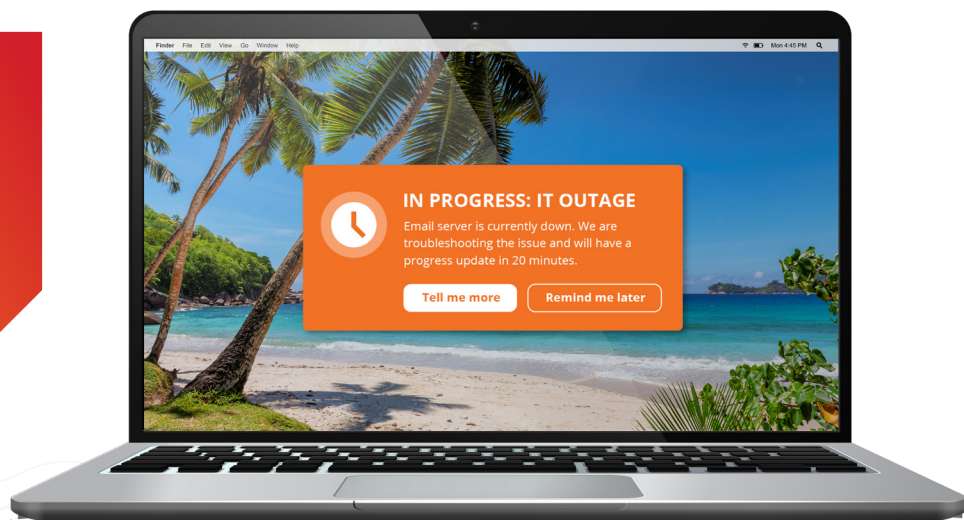 Finder File Edit View Go Window Help
Mon 4:45 PM
IN PROGRESS: IT OUTAGE
Email server is currently down. We are
troubleshooting the issue and will have a
progress update in 20 minutes.
Tell me more
Remind me later